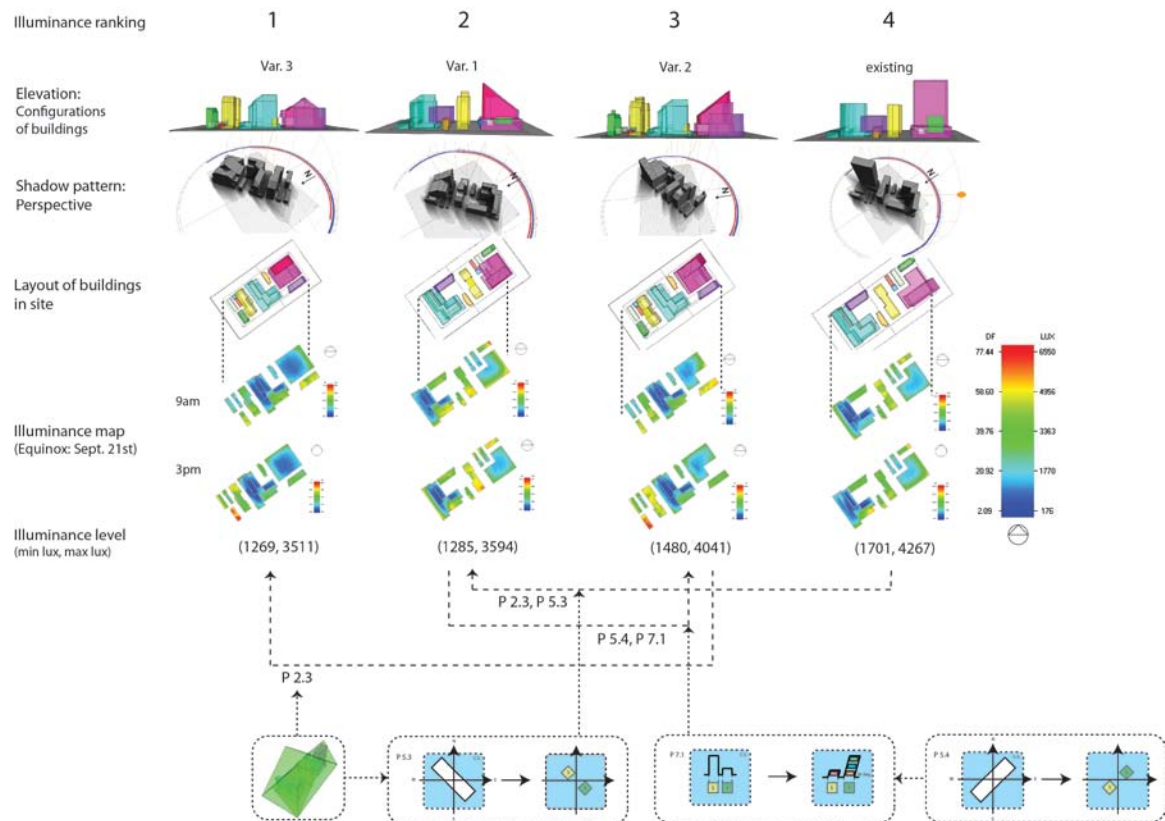 Illuminance ranking
1
2
3
4
Var. 3
Var. 1
Var. 2
existing
Elevation:
Configurations
of buildings
Shadow pattern:
Perspective
N
N
N
N
Layout of buildings
in site
DF
LUX
77.44
6950
58.60
4956
39.76
3363
20.92
1770
2.09
176
9am
Illuminance map
(Equinox: Sept. 21st)
3pm
Illuminance level
(min lux, max lux)
(1269, 3511)
(1285, 3594)
(1480, 4041)
(1701, 4267)
P 2.3, P 5.3
P 5.4, P 7.1
P 2.3
P 5.3
P 7.1
P 5.4